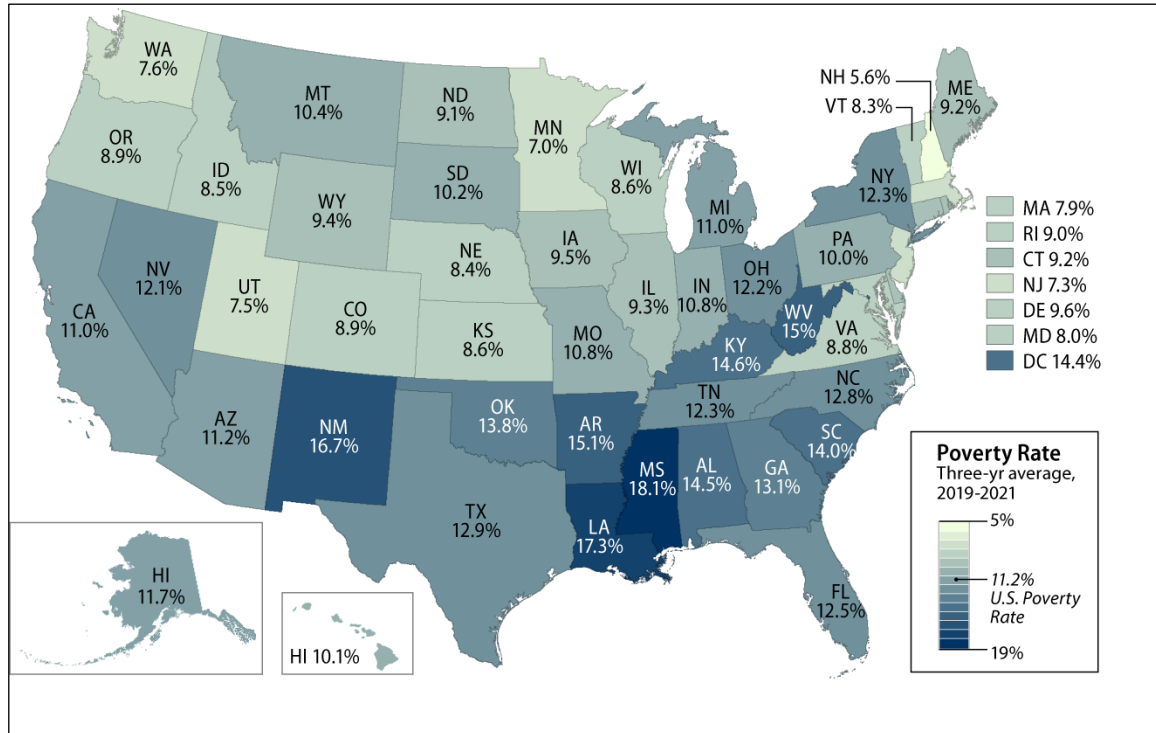 WA
7.6%
OR
8.9%
CA
11.0%
NV
12.1%
ID
8.5%
MT
10.4%
WY
9.4%
UT
7.5%
CO
8.9%
AZ
11.2%
NM
16.7%
ND
9.1%
SD
10.2%
NE
8.4%
KS
8.6%
OK
13.8%
TX
12.9%
MN
7.0%
IA
9.5%
MO
10.8%
AR
15.1%
LA
17.3%
WI
8.6%
IL
9.3%
MI
11.0%
IN
10.8%
OH
12.2%
KY
14.6%
TN
12.3%
MS
18.1%
AL
14.5%
GA
13.1%
FL
12.5%
SC
14.0%
NC
12.8%
VA
8.8%
WV
15%
PA
10.0%
NY
12.3%
NH 5.6%
VT 8.3%
ME
9.2%
MA 7.9%
RI 9.0%
CT 9.2%
NJ 7.3%
DE 9.6%
MD 8.0%
DC 14.4%
HI
11.7%
HI 10.1%
Poverty Rate
Three-yr average,
2019-2021
5%
11.2%
U.S. Poverty
Rate
19%